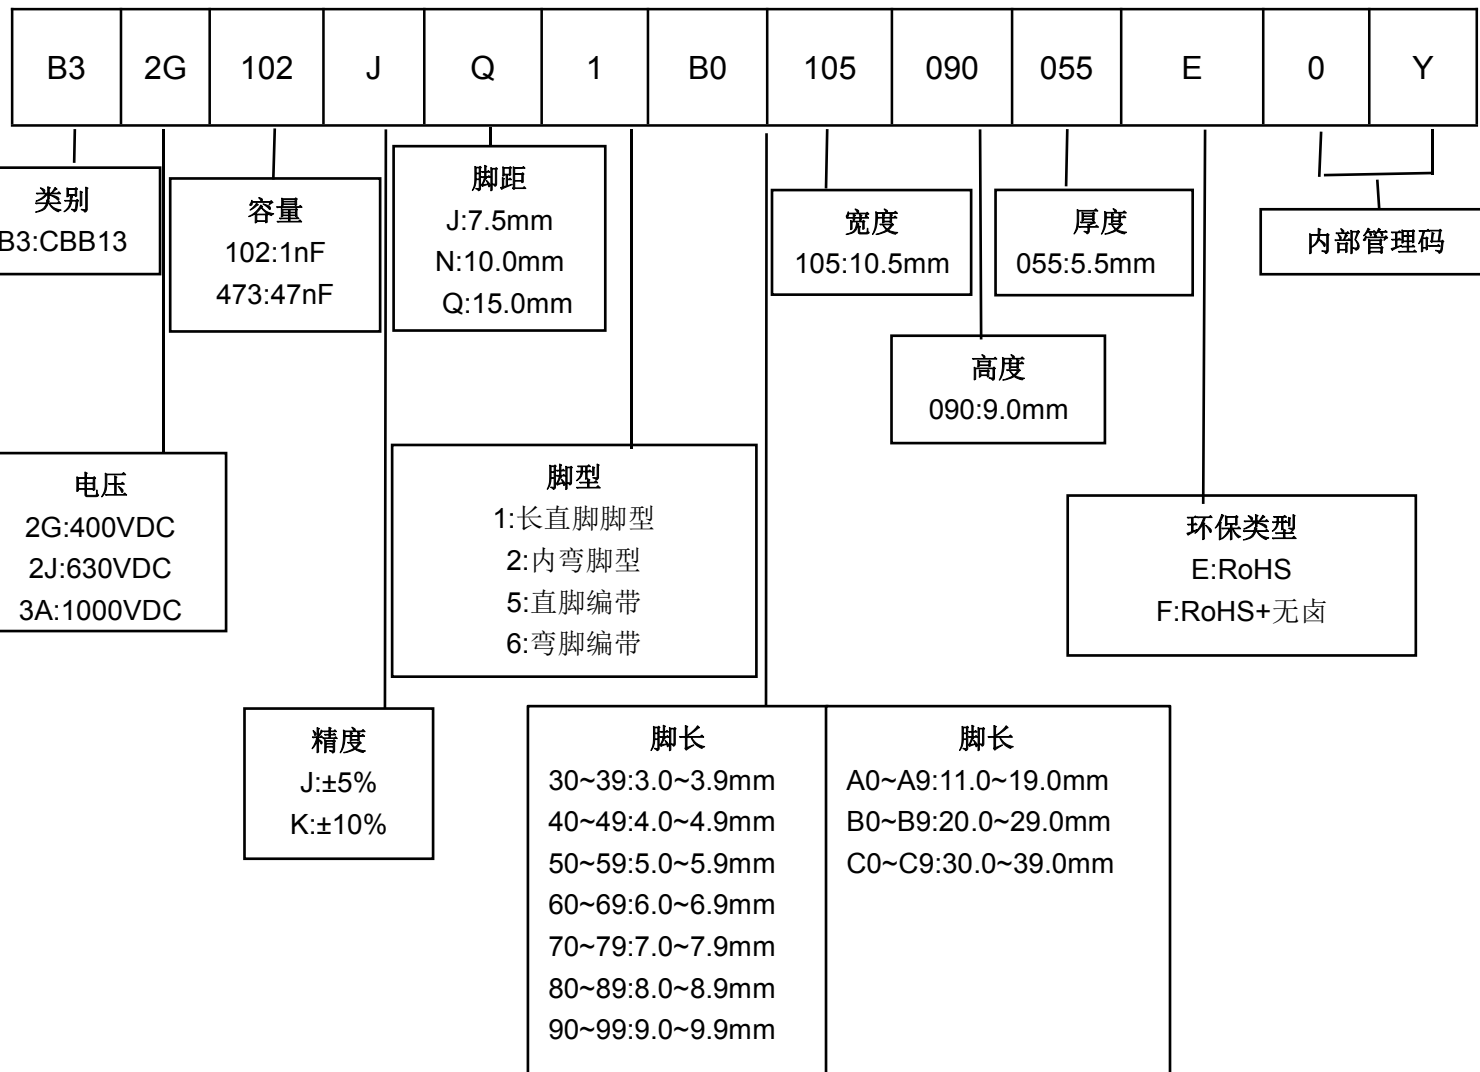 B3 2G 102 J Q 1 B0 105 090 055 E 0 Y
类别
B3:CBB13
容量
102:1nF
473:47nF
脚距
J:7.5mm
N:10.0mm
Q:15.0mm
宽度
105:10.5mm
厚度
055:5.5mm
内部管理码
高度
090:9.0mm
电压
2G:400VDC
2J:630VDC
3A:1000VDC
脚型
1:长直脚脚型
2:内弯脚型
5:直脚编带
6:弯脚编带
环保类型
E:RoHS
F:RoHS+无卤
精度
J:±5%
K:±10%
脚长
30~39:3.0~3.9mm
40~49:4.0~4.9mm
50~59:5.0~5.9mm
60~69:6.0~6.9mm
70~79:7.0~7.9mm
80~89:8.0~8.9mm
90~99:9.0~9.9mm
脚长
A0~A9:11.0~19.0mm
B0~B9:20.0~29.0mm
C0~C9:30.0~39.0mm